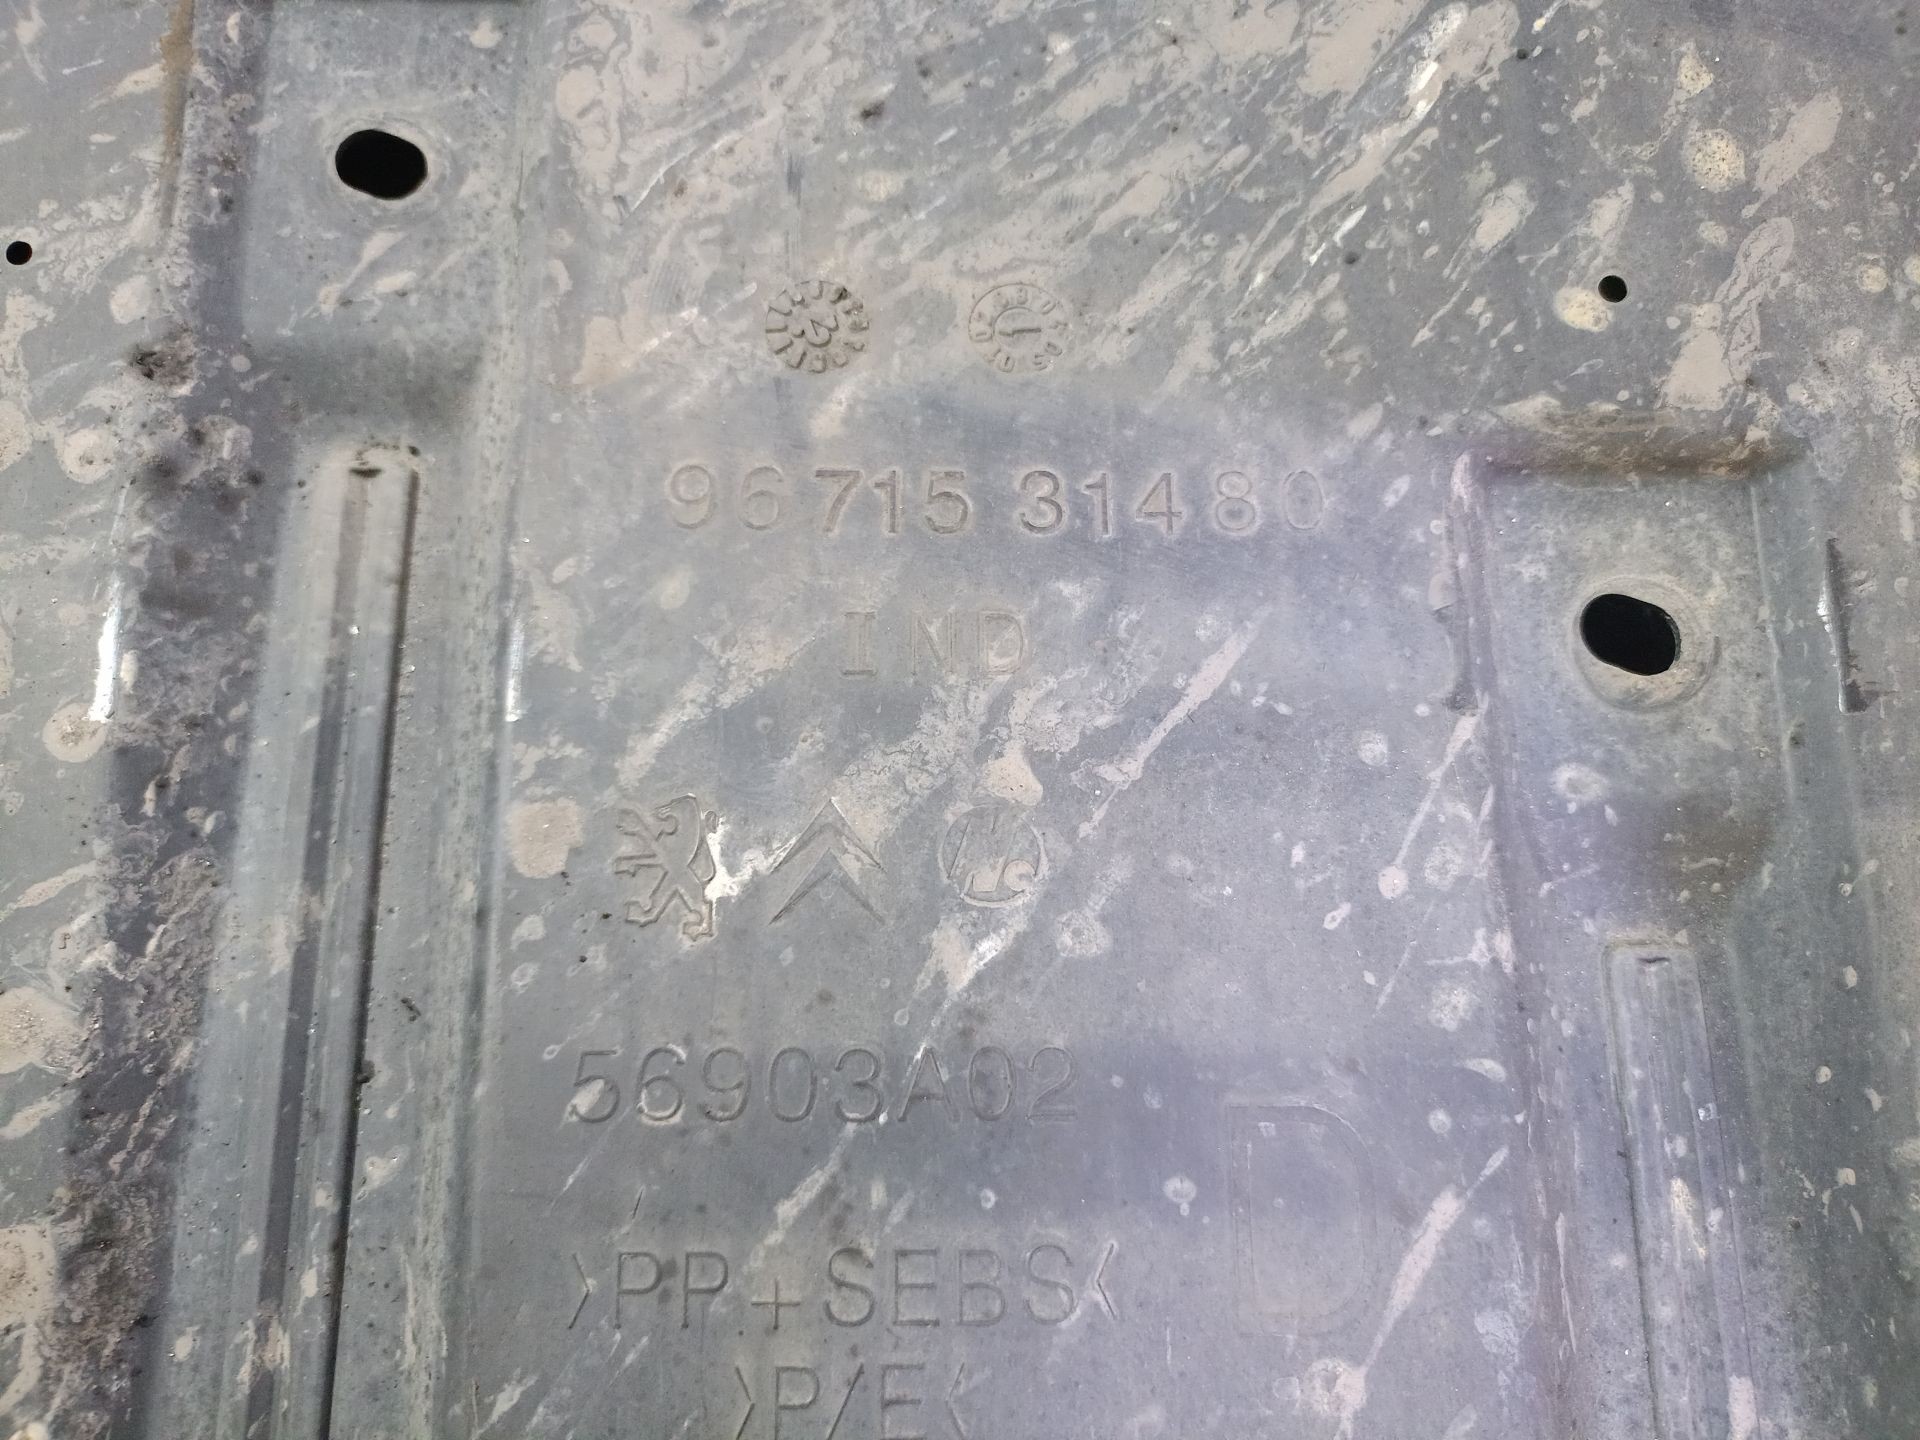 96 715 31480
IND
56903A02
D
>PP+SEBS<
>P/E<